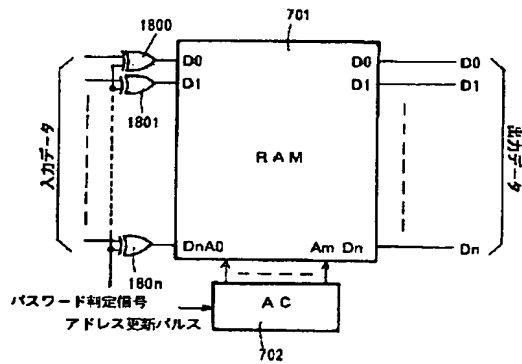 1800
701
D0
D0
D0
D1
D1
D1
1801
入力データ
RAM
出力データ
DnA0
Am Dn
Dn
180n
パスワード判定信号
アドレス更新パルス
AC
702